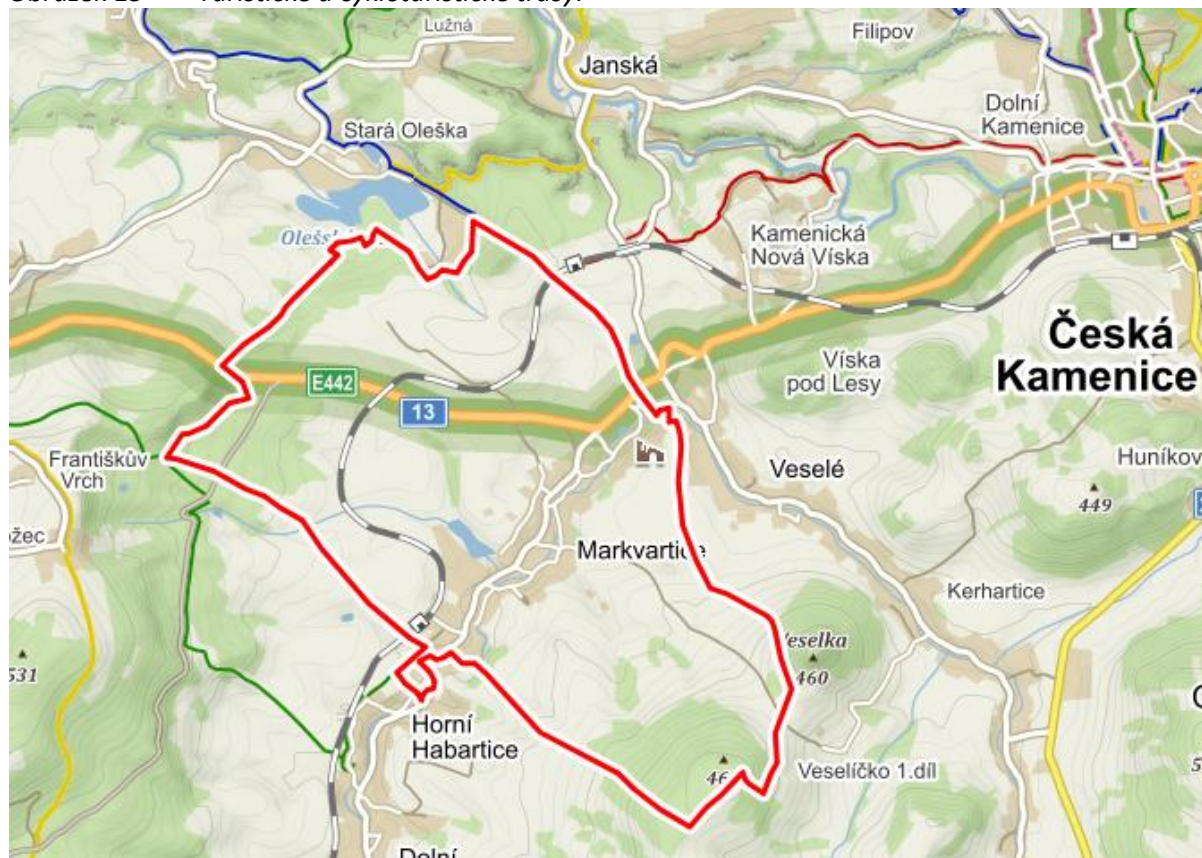 Lužná
Filipov
Janská
Dolní
Kamenice
Stará Oleška
Kamenická
Nová Víska
Česká
Kamenice
Víska
pod Lesy
E442
13
Františkův
Vrch
Veselé
Huníkov
449
Markvartice
Kerhartice
Veselka
460
531
Horní
Habartice
Veselíčko 1.díl
Dolní